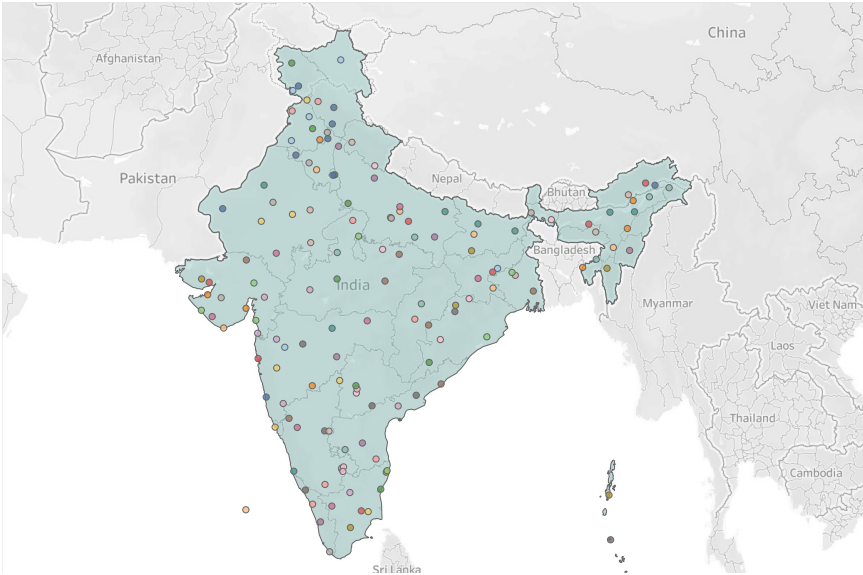 China
Afghanistan
Pakistan
Nepal
Bhutan
Bangladesh
India
Myanmar
Viet Nam
Laos
Thailand
Cambodia
Sri Lanka